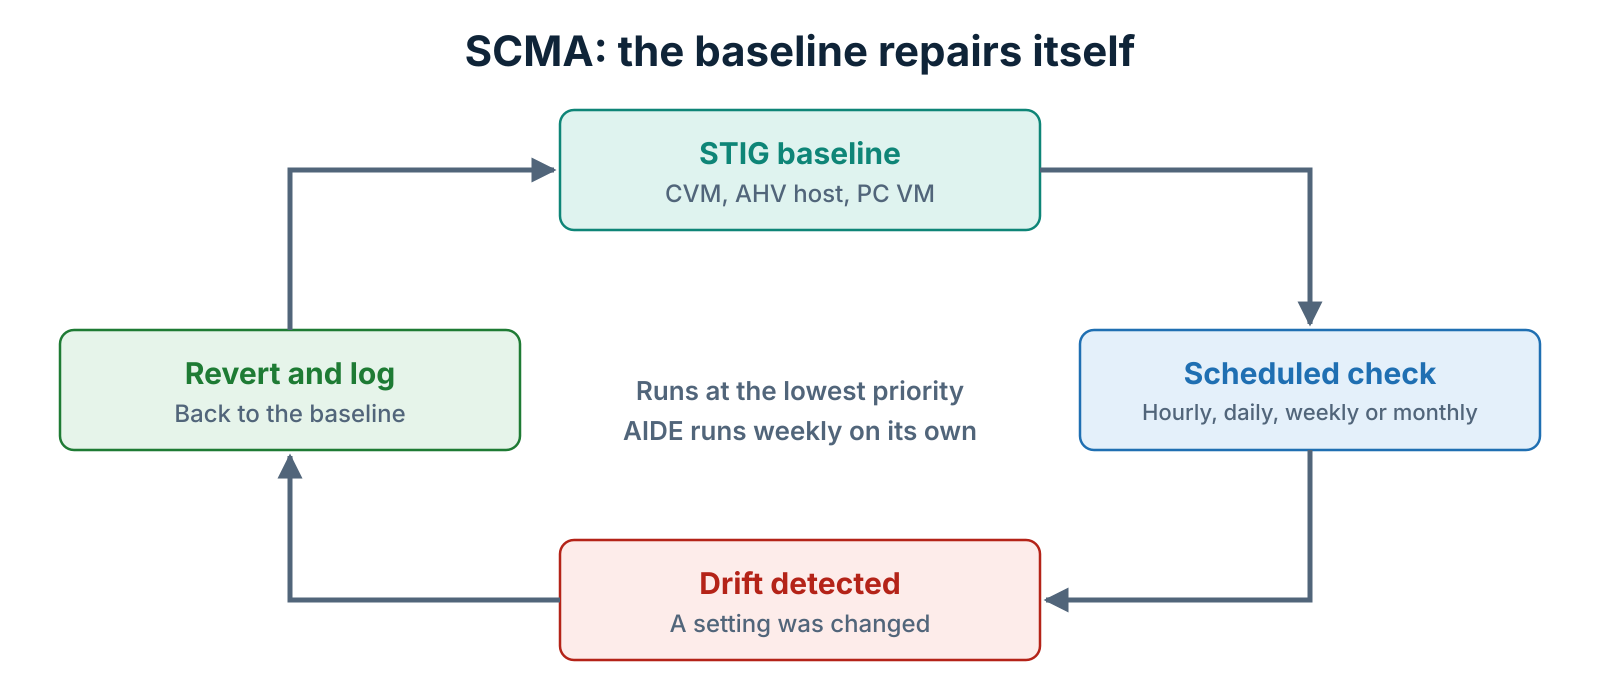 SCMA: the baseline repairs itself
STIG baseline
CVM, AHV host, PC VM
Revert and log
Back to the baseline
Runs at the lowest priority
AIDE runs weekly on its own
Scheduled check
Hourly, daily, weekly or monthly
Drift detected
A setting was changed